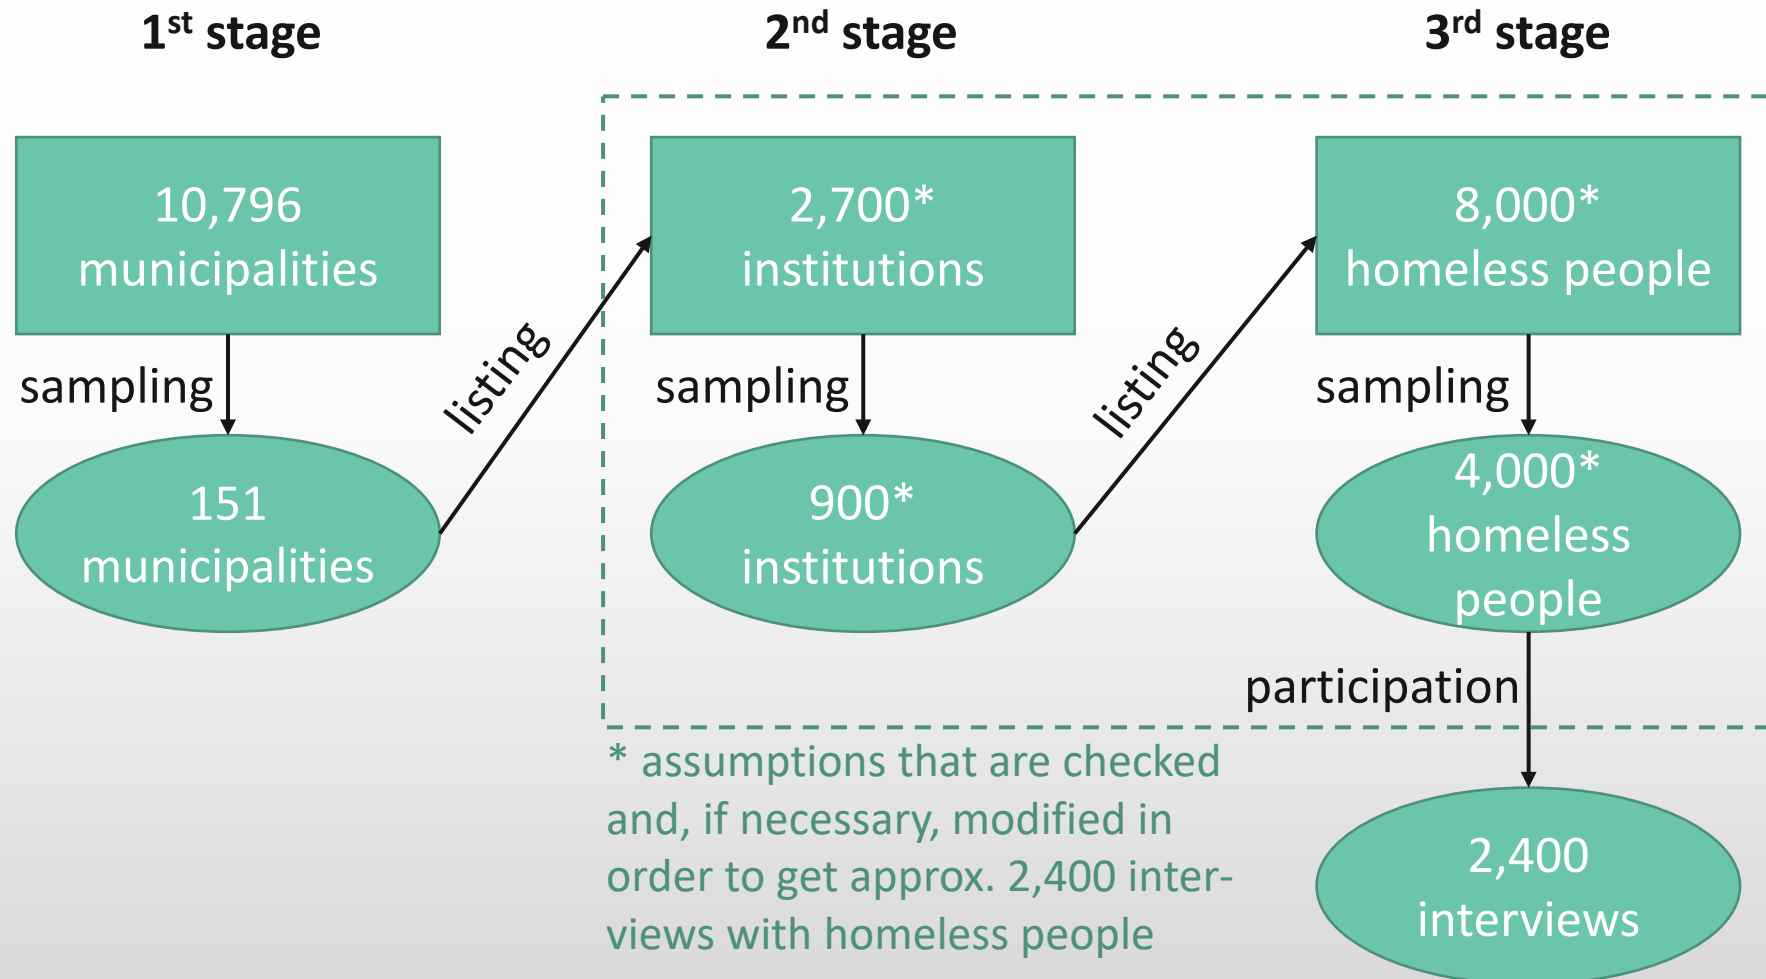 1st stage
2nd stage
3rd stage
10,796
municipalities
2,700*
institutions
8,000*
homeless people
sampling
listing
sampling
listing
sampling
151
municipalities
900*
institutions
4,000*
homeless
people
participation
* assumptions that are checked
and, if necessary, modified in
order to get approx. 2,400 inter-
views with homeless people
2,400
interviews